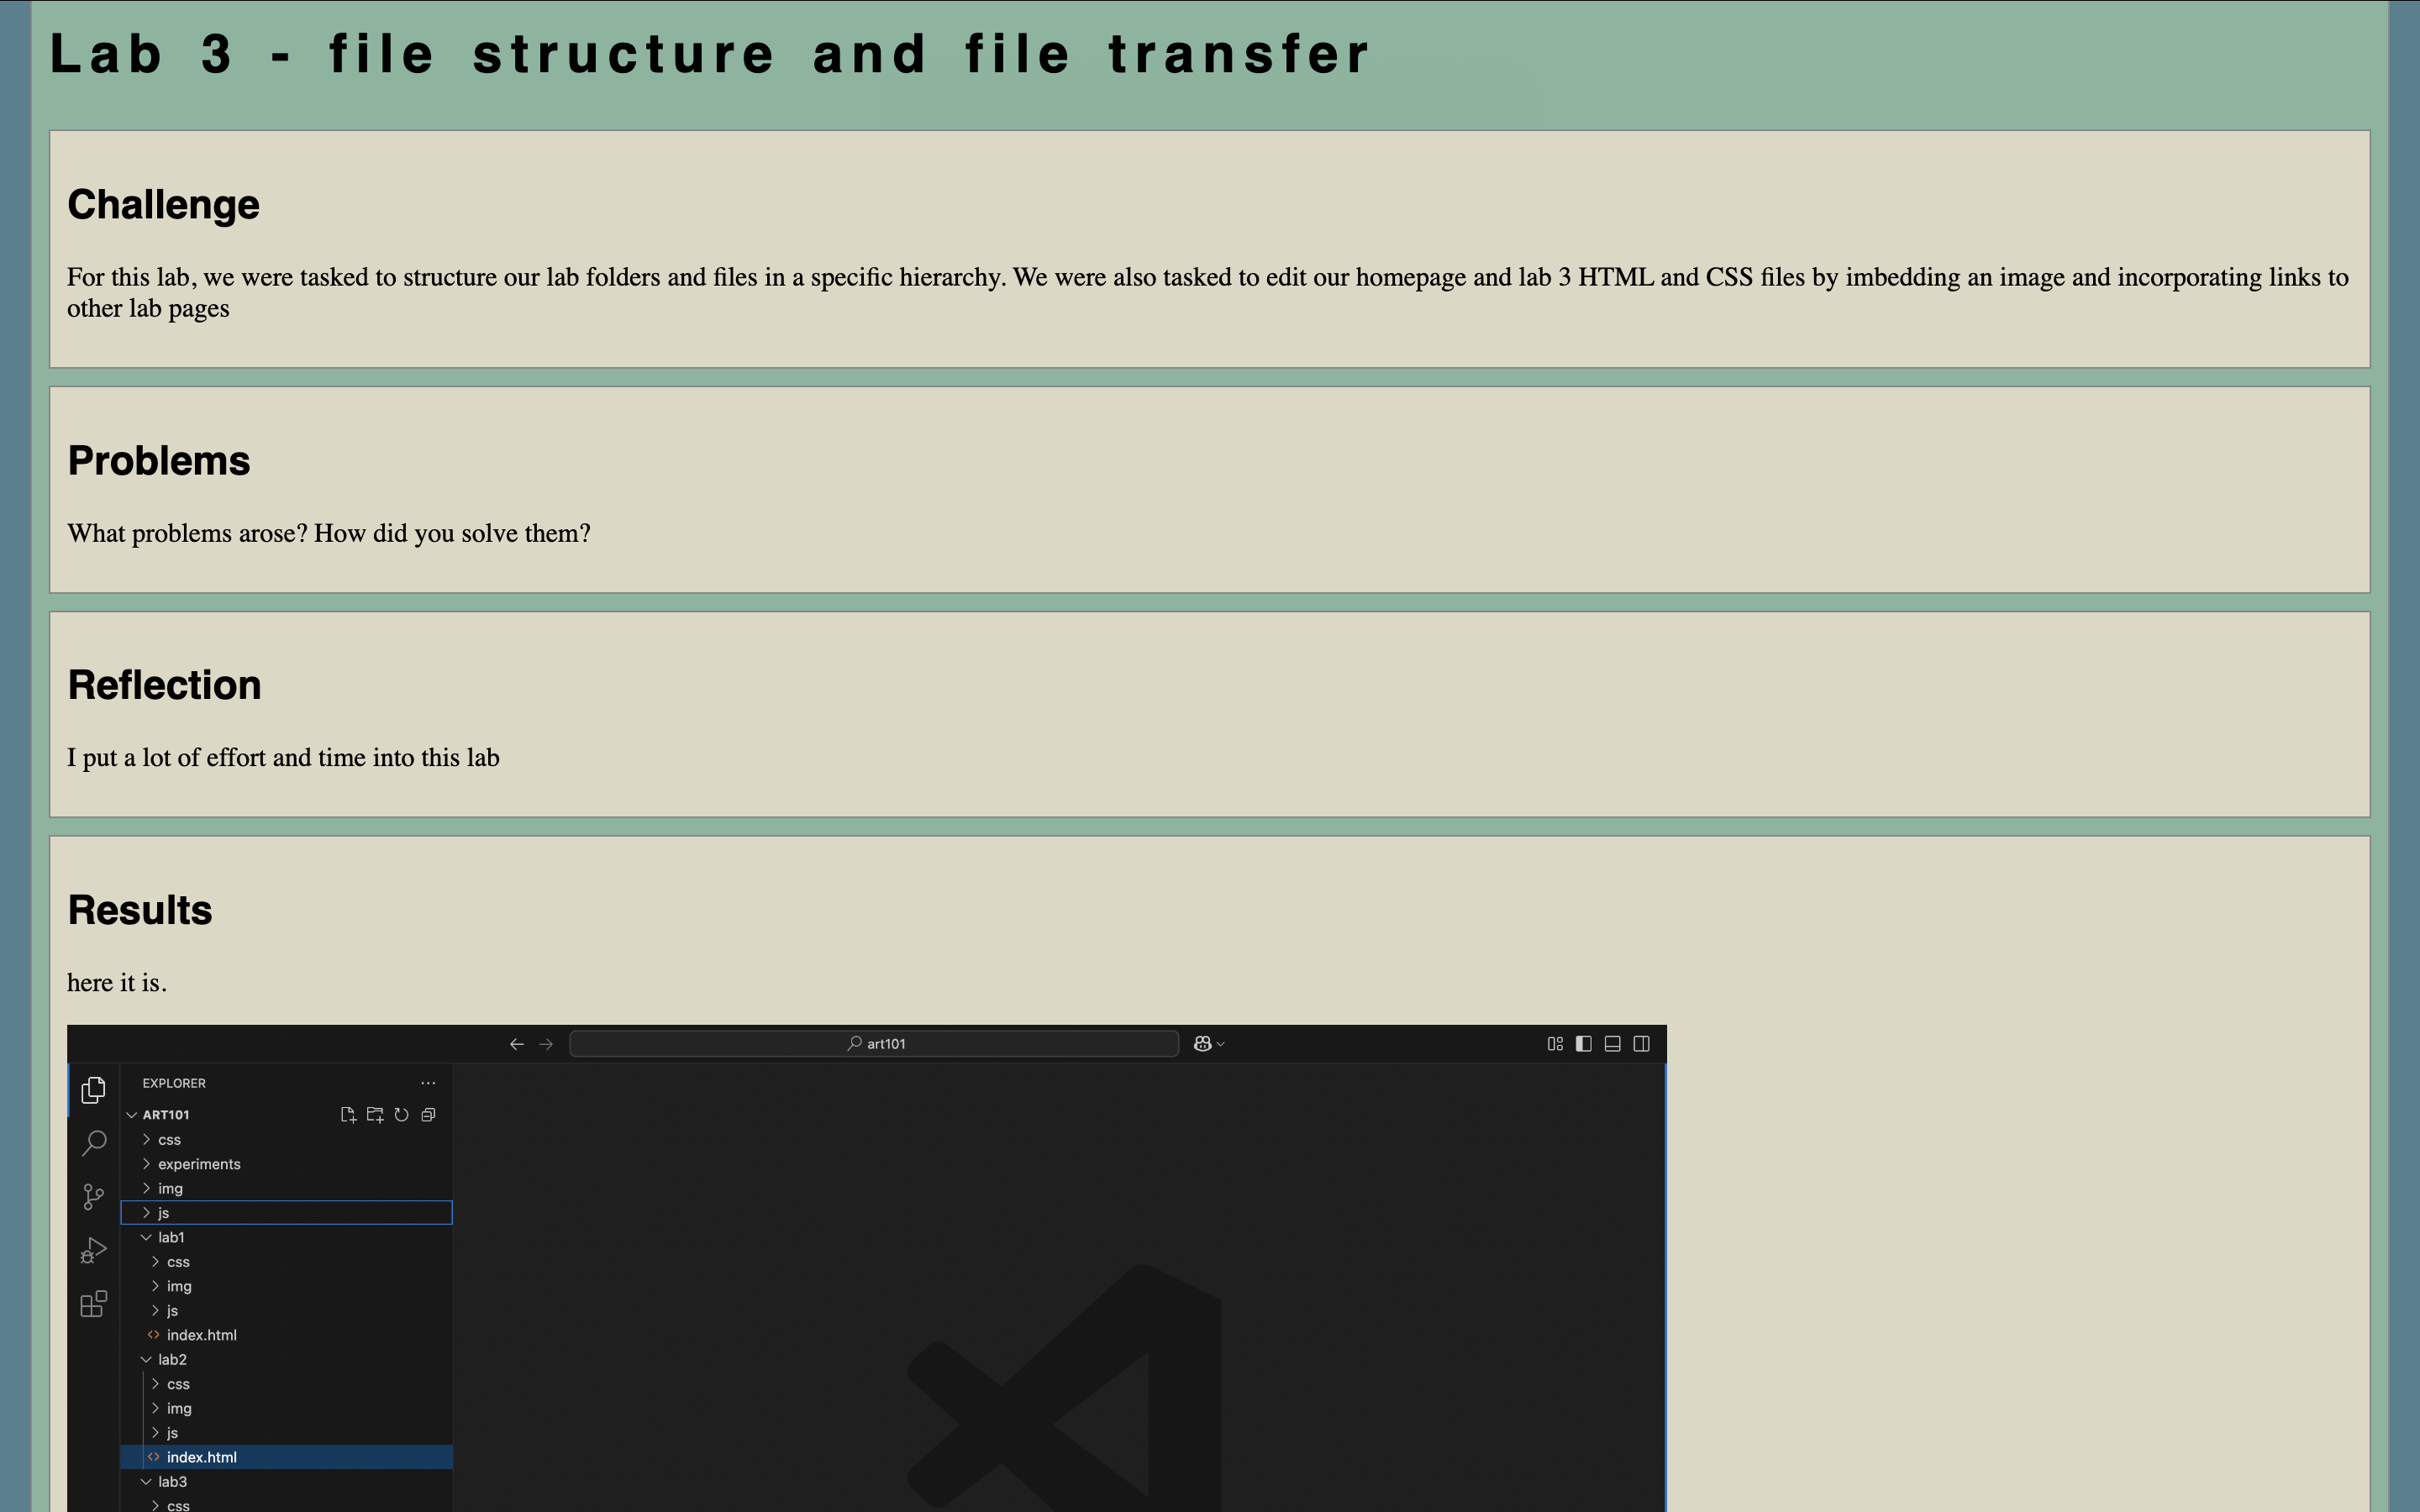 Lab 3 - file structure and file transfer
Challenge
For this lab, we were tasked to structure our lab folders and files in a specific hierarchy. We were also tasked to edit our homepage and lab 3 HTML and CSS files by imbedding an image and incorporating links to
other lab pages
Problems
What problems arose? How did you solve them?
Reflection
I put a lot of effort and time into this lab
Results
here it is.
art101
EXPLORER
ART101
css
experiments
img
js
lab1
css
img
js
index.html
lab2
css
img
js
index.html
lab3
css